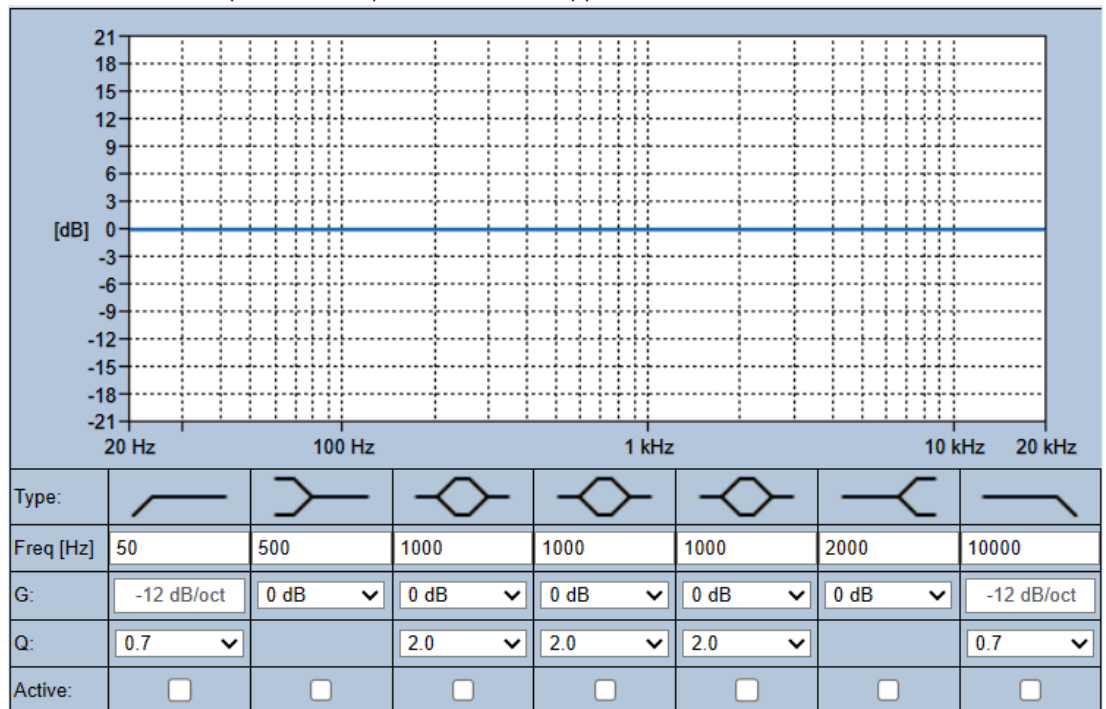 21
18
15
12
9
6
3
[dB] 0
-3
-6
-9
-12
-15
-18
-21
20 Hz 100 Hz 1 kHz 10 kHz 20 kHz
Type:
Freq [Hz] 50 500 1000 1000 1000 2000 10000
G: -12 dB/oct 0 dB 0 dB 0 dB 0 dB 0 dB -12 dB/oct
Q: 0.7 2.0 2.0 2.0 0.7
Active: